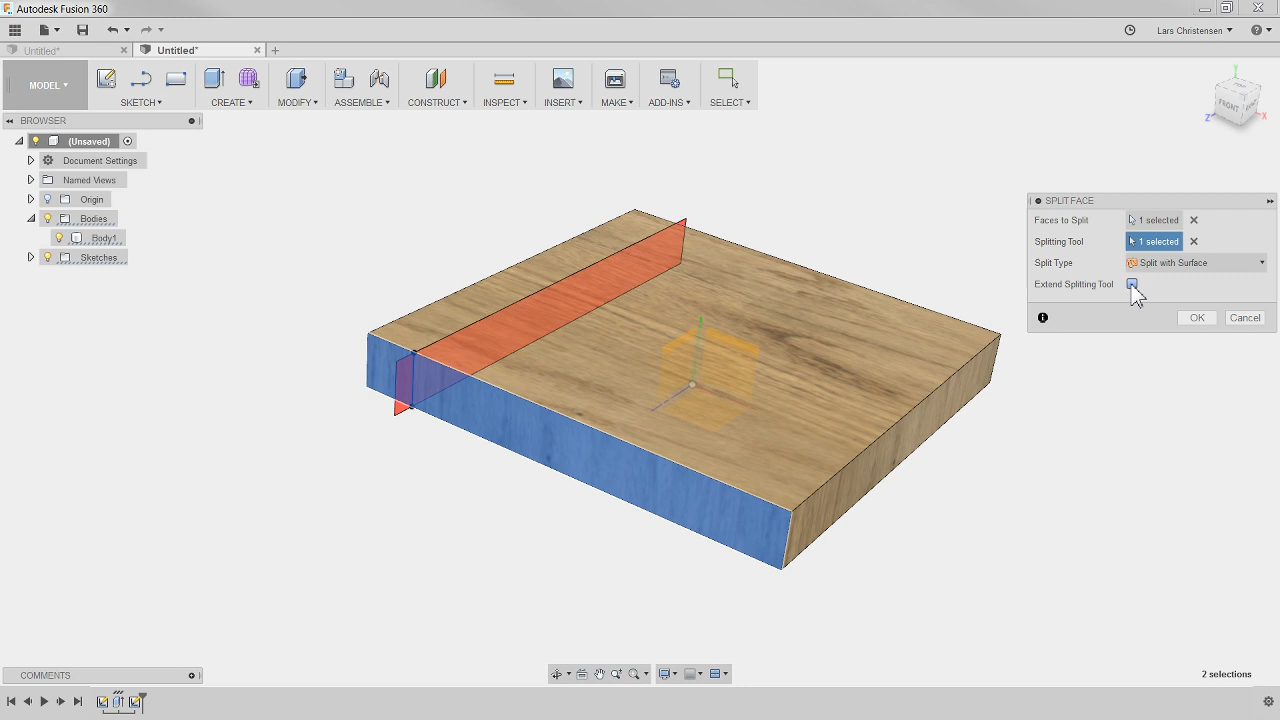 Autodesk Fusion 360
Lars Christensen
Untitled*
Untitled*
MODEL
SKETCH
CREATE
MODIFY
ASSEMBLE
CONSTRUCT
INSPECT
INSERT
MAKE
ADD-INS
SELECT
BROWSER
(Unsaved)
Document Settings
Named Views
Origin
Bodies
Body1
Sketches
FRONT
X
Y
Z
SPLIT FACE
Faces to Split 1 selected
Splitting Tool 1 selected
Split Type Split with Surface
Extend Splitting Tool
OK Cancel
COMMENTS
2 selections